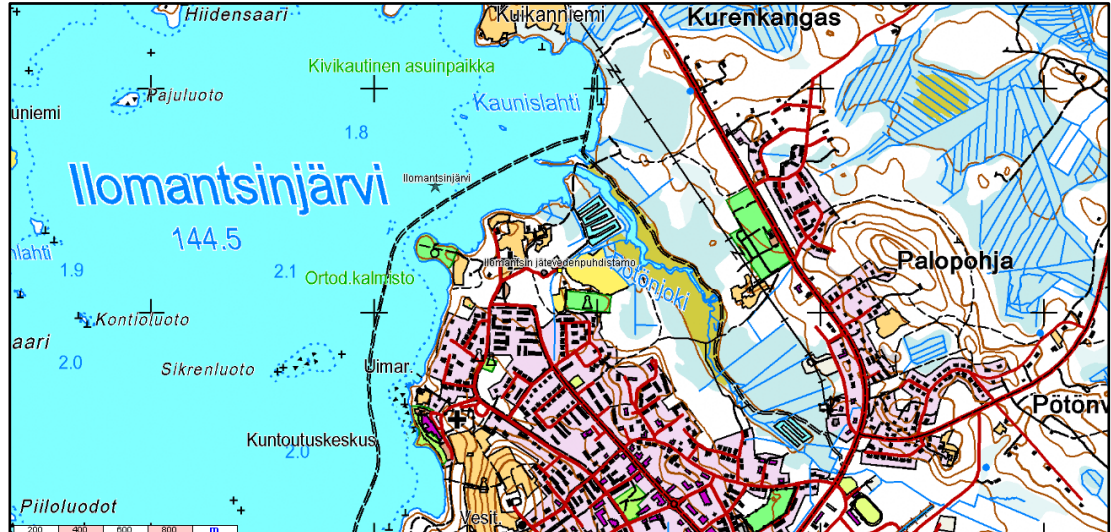 Hiidensaari
Kuikanniemi
Kurenkangas
Kivikautinen asuinpaikka
Pajuluoto
Kaunislahti
uniemi
1.8
Ilomantsinjärvi
Ilomantsinjärvi
144.5
nlahti
1.9
2.1
Ortod.kalmisto
Ilomantsin jätevedenpuhdistamo
Palopohja
Kontioluoto
aari
2.0
Sikrenluoto
Uimar.
Pötönv
Kuntoutuskeskus
2.0
Piiloluodot
Vesit.
200 400 600 800 m